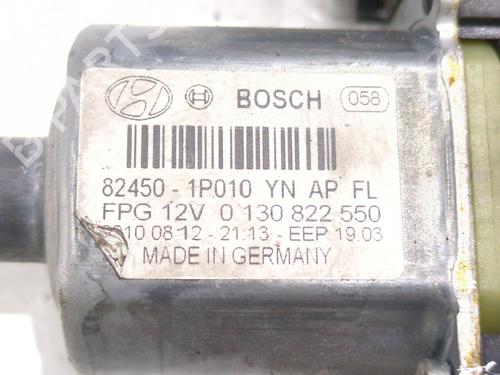 BOSCH 058
82450 - 1P010 YN AP FL
FPG 12V 0 130 822 550
10 08 12 - 21:13 - EEP 19.03
MADE IN GERMANY